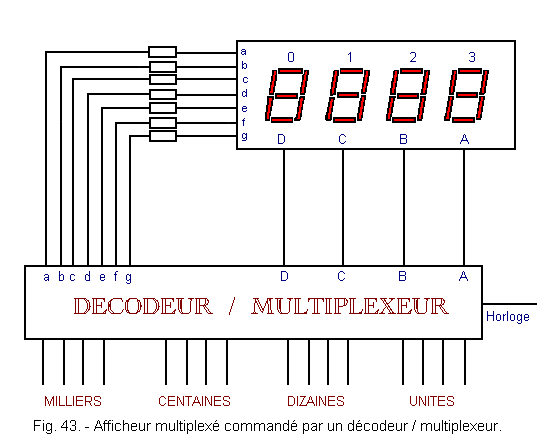 a
b
c
d
e
f
g
0 1 2 3
D C B A
a b c d e f g D C B A
DECODEUR / MULTIPLEXEUR
Horloge
MILLIERS CENTAINES DIZAINES UNITES
Fig. 43. - Afficheur multiplexé commandé par un décodeur / multiplexeur.